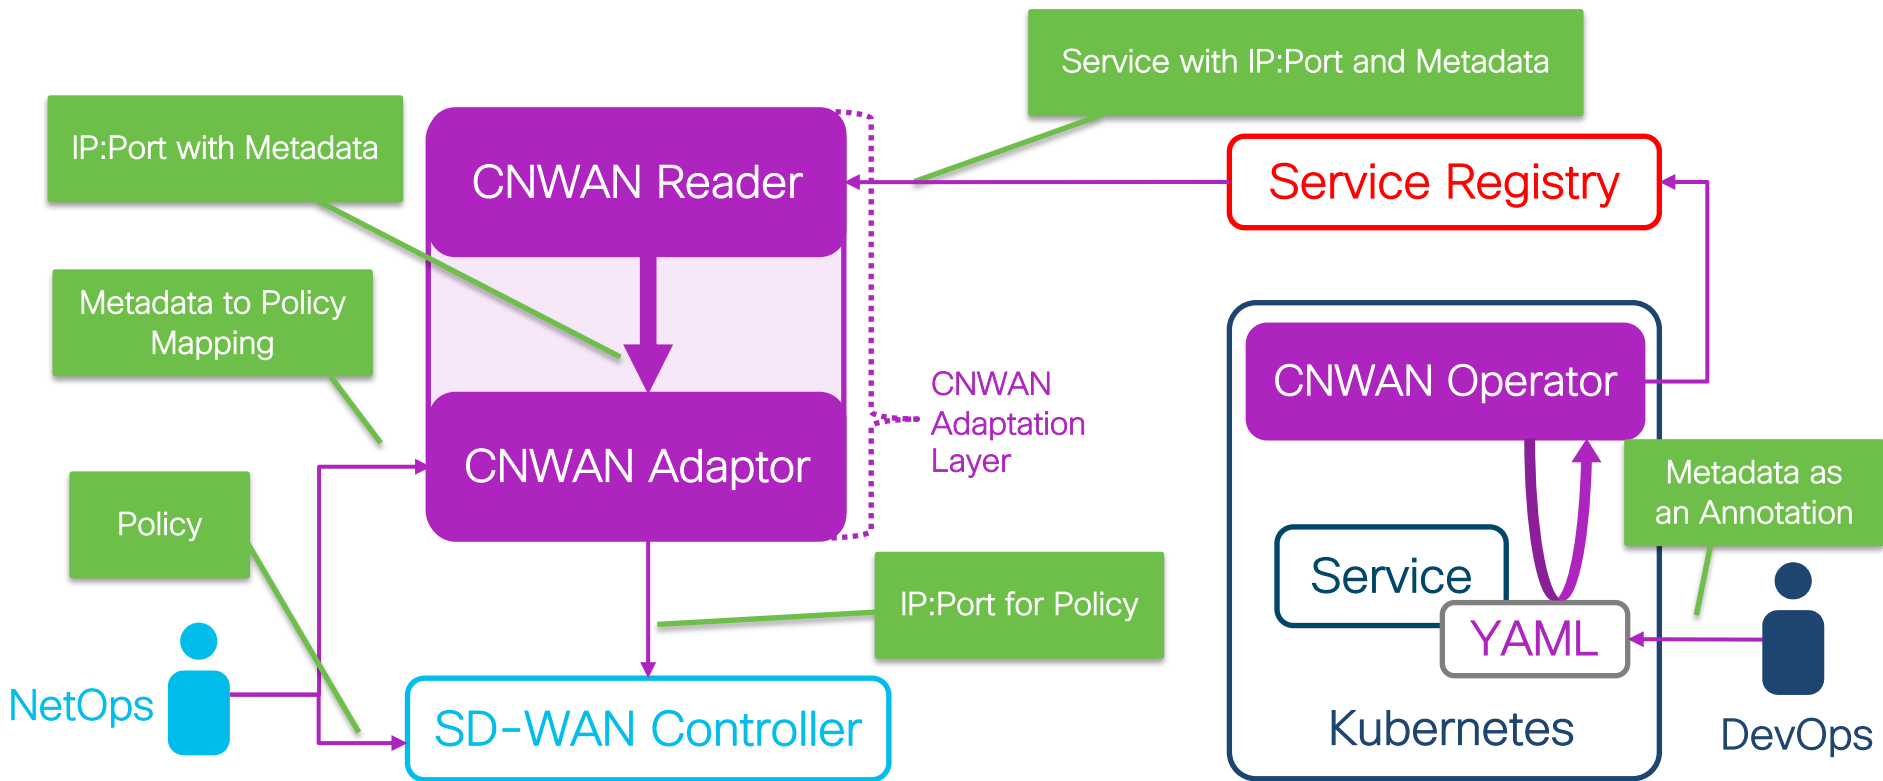 Service with IP:Port and Metadata
IP:Port with Metadata
CNWAN Reader
Service Registry
Metadata to Policy
Mapping
CNWAN
Adaptation
Layer
CNWAN Operator
CNWAN Adaptor
Metadata as
an Annotation
Policy
Service
IP:Port for Policy
YAML
NetOps
SD-WAN Controller
Kubernetes
DevOps